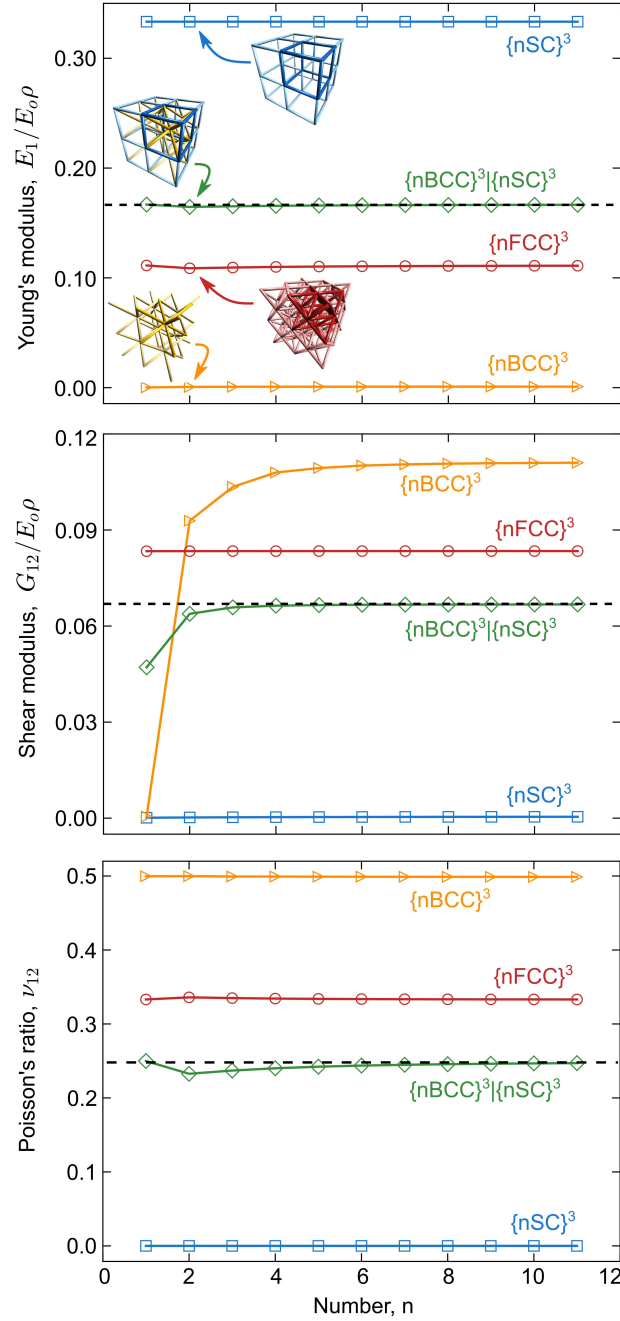 Young's modulus, E₁/Eₒρ
0.30
0.20
0.10
0.00
{nSC}³
{nBCC}³|{nSC}³
{nFCC}³
{nBCC}³
Shear modulus, G₁₂/Eₒρ
0.12
0.09
0.06
0.03
0.00
{nBCC}³
{nFCC}³
{nBCC}³|{nSC}³
{nSC}³
Poisson's ratio, ν₁₂
0.5
0.4
0.3
0.2
0.1
0.0
{nBCC}³
{nFCC}³
{nBCC}³|{nSC}³
{nSC}³
0 2 4 6 8 10 12
Number, n